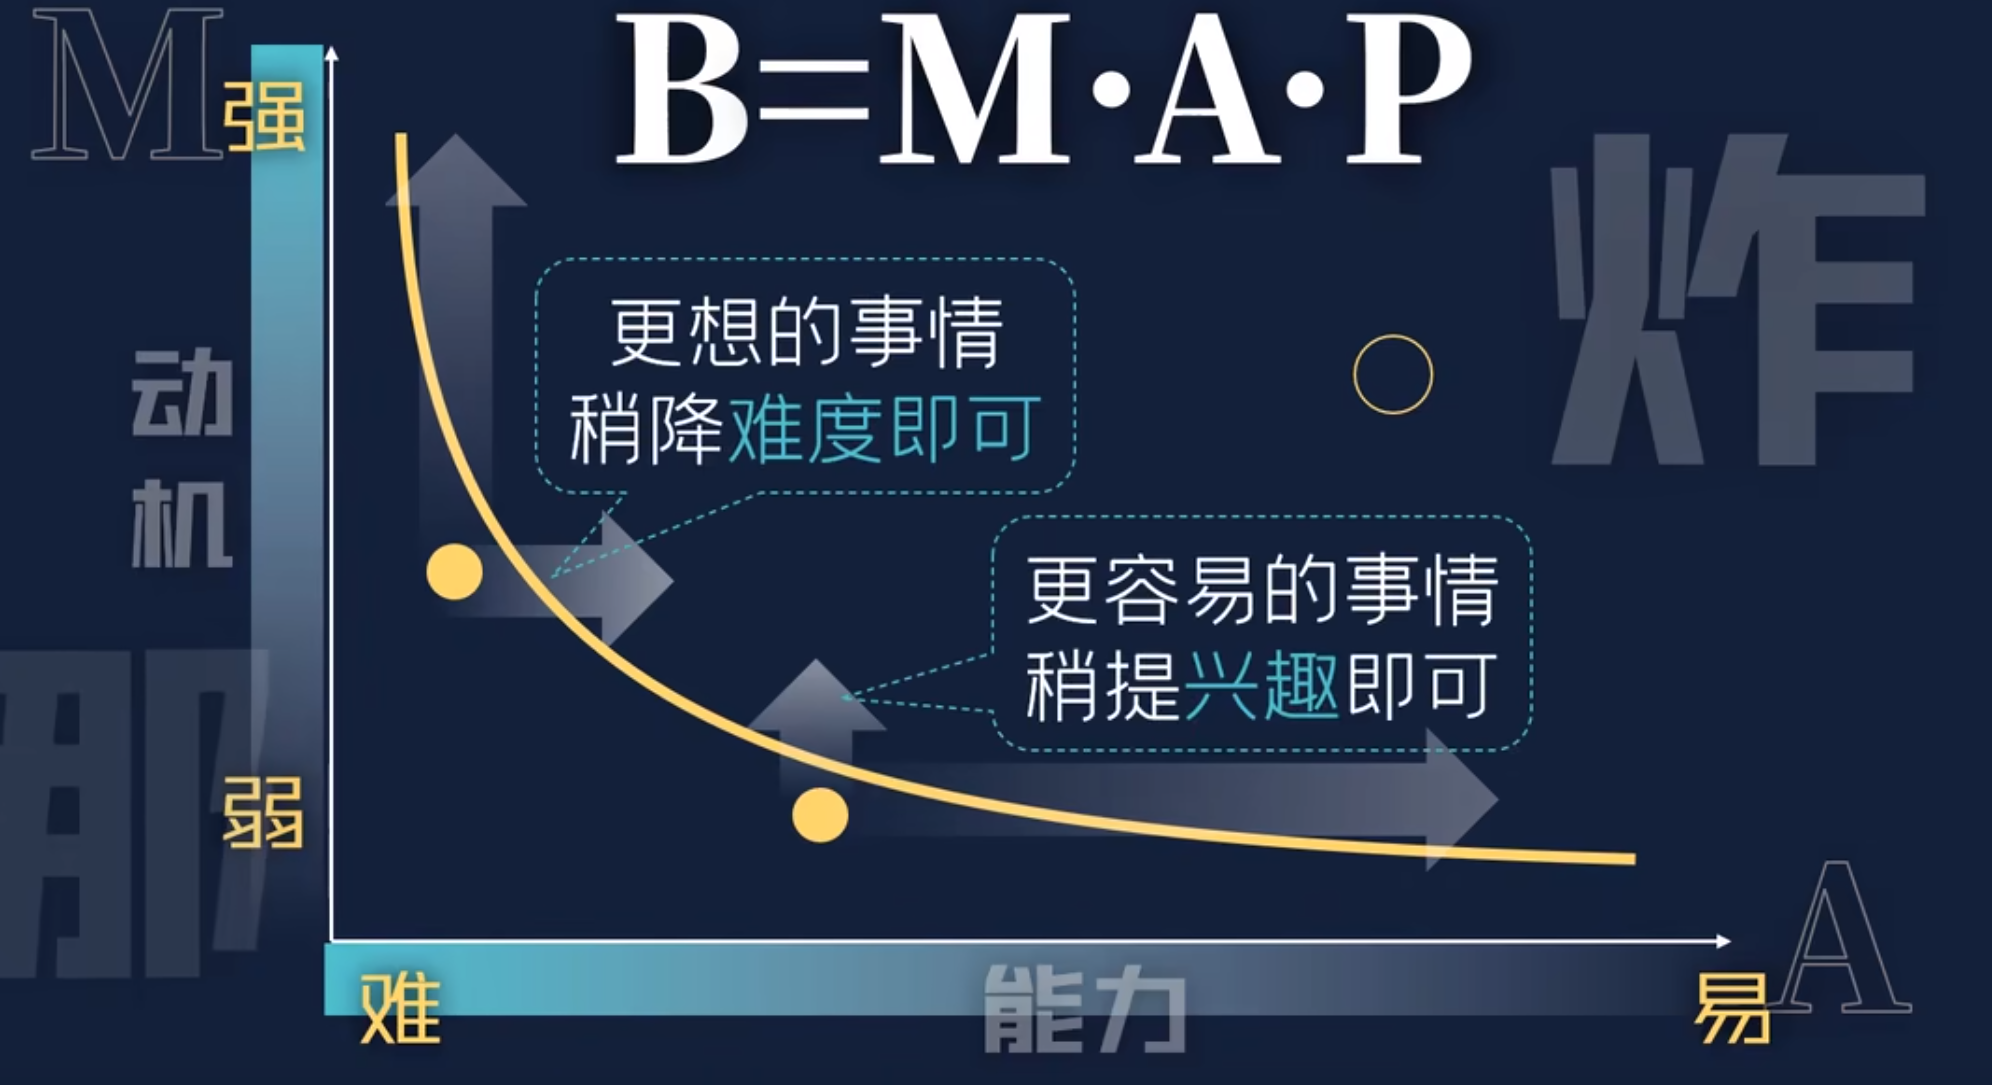 B=M·A·P
M
强
炸
更想的事情
稍降难度即可
动
机
更容易的事情
稍提兴趣即可
那
弱
A
难
能力
易